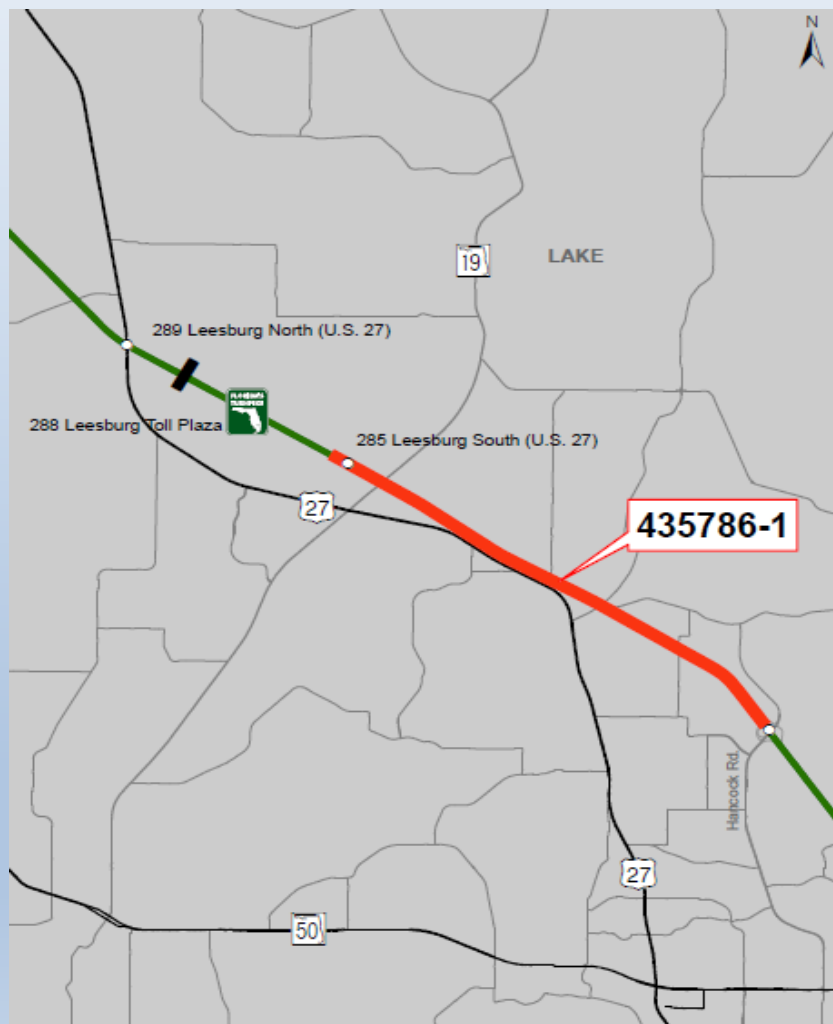 N
19
LAKE
289 Leesburg North (U.S. 27)
288 Leesburg Toll Plaza
285 Leesburg South (U.S. 27)
27
435786-1
Hancock Rd.
27
50